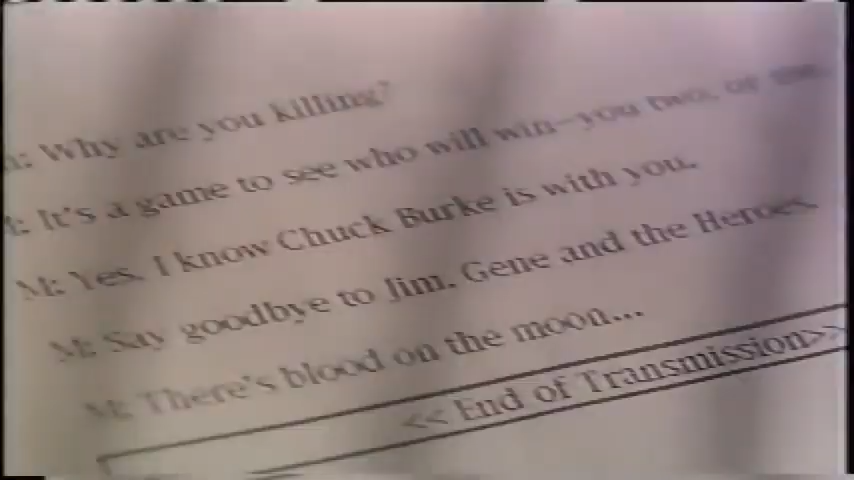 : Why are you killing?
: It's a game to see who will win—you two, or me.
M: Yes. I know Chuck Burke is with you.
M: Say goodbye to Jim. Gene and the Heroes.
M: There's blood on the moon...
<< End of Transmission>>